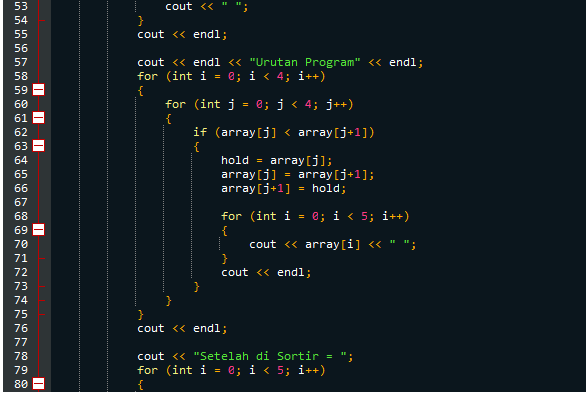 53 cout << " ";
54 }
55 cout << endl;
56
57 cout << endl << "Urutan Program" << endl;
58 for (int i = 0; i < 4; i++)
59 {
60 for (int j = 0; j < 4; j++)
61 {
62 if (array[j] < array[j+1])
63 {
64 hold = array[j];
65 array[j] = array[j+1];
66 array[j+1] = hold;
67
68 for (int i = 0; i < 5; i++)
69 {
70 cout << array[i] << " ";
71 }
72 cout << endl;
73 }
74 }
75 }
76 cout << endl;
77
78 cout << "Setelah di Sortir = ";
79 for (int i = 0; i < 5; i++)
80 {